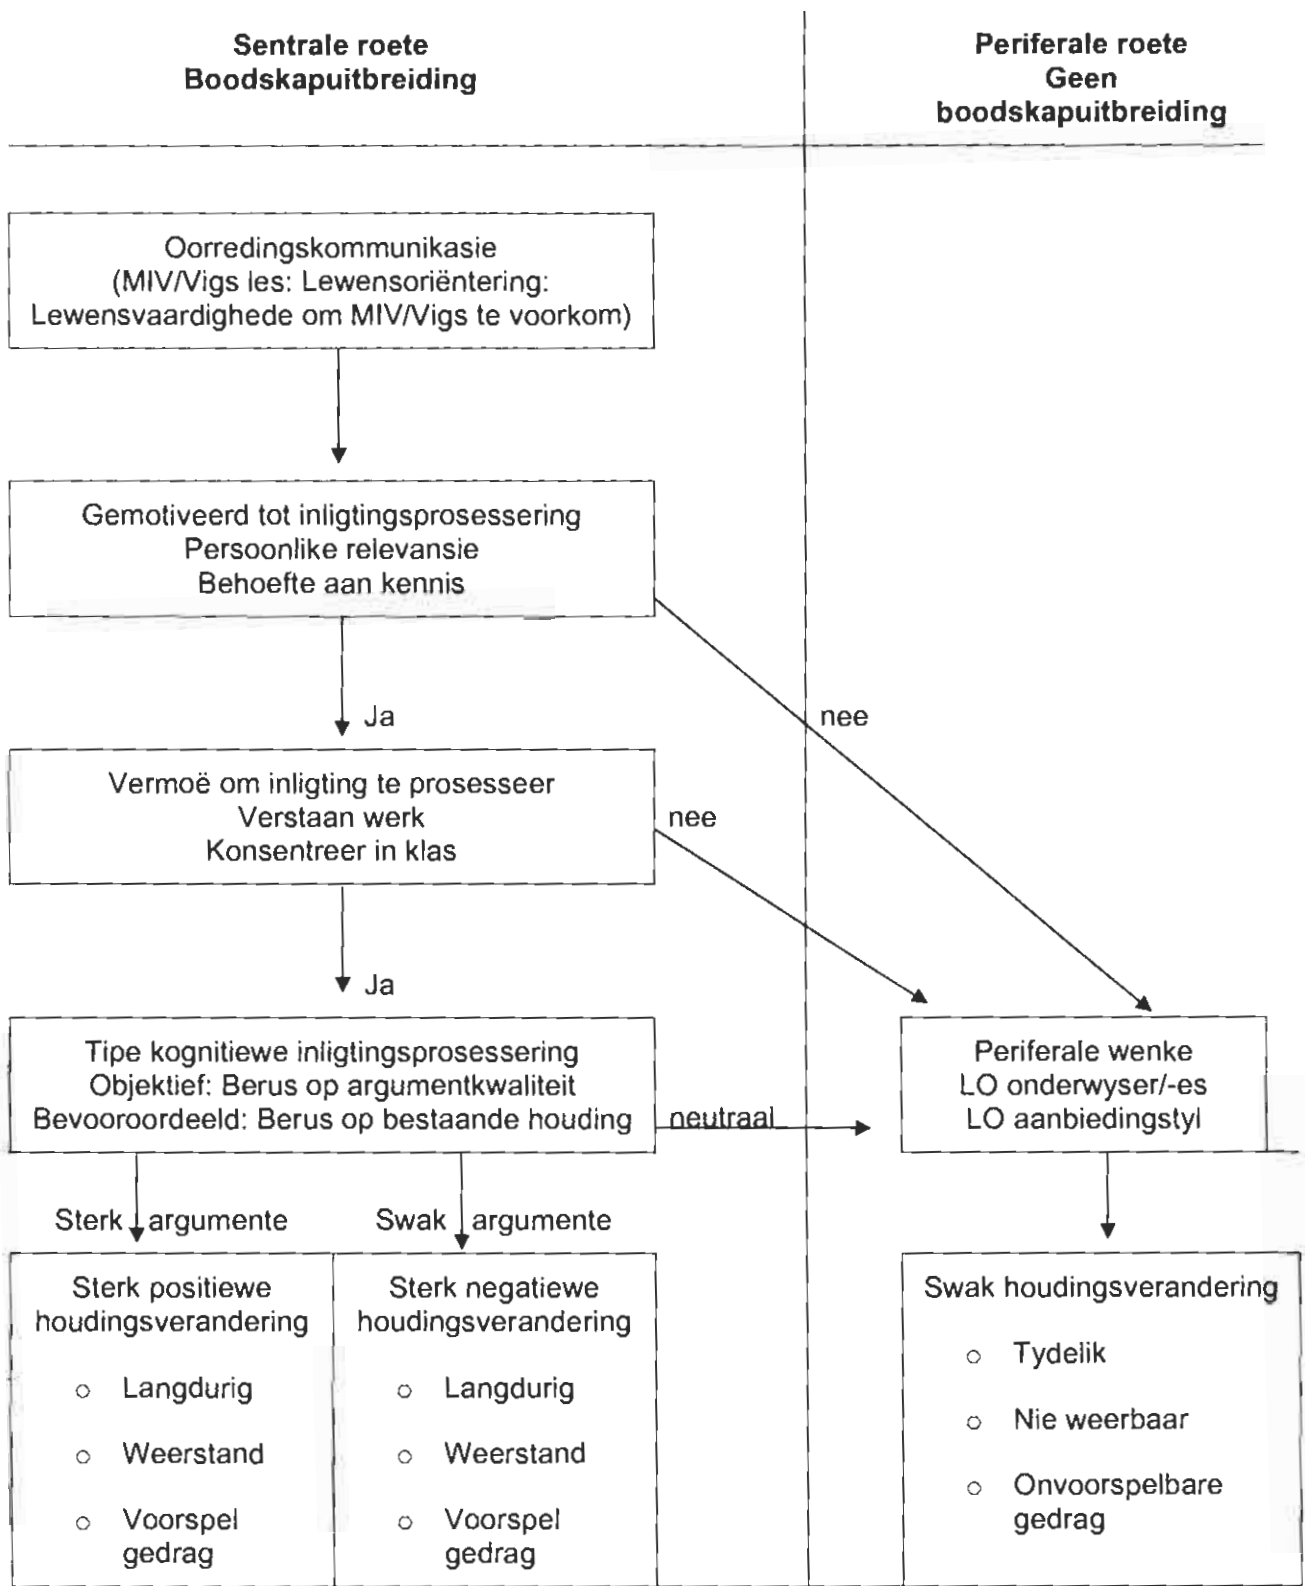 Sentrale roete
Boodskapuitbreiding
Periferale roete
Geen
boodskapuitbreiding
Oorredingskommunikasie
(MIV/Vigs les: Lewensoriëntering:
Lewensvaardighede om MIV/Vigs te voorkom)
Gemotiveerd tot inligtingsprosessering
Persoonlike relevansie
Behoefte aan kennis
Ja
nee
Vermoë om inligting te prosesseer
Verstaan werk
Konsentreer in klas
nee
Ja
Tipe kognitiewe inligtingsprosessering
Objektief: Berus op argumentkwaliteit
Bevooroordeeld: Berus op bestaande houding
neutraal
Periferale wenke
LO onderwyser/-es
LO aanbiedingstyl
Sterk argumente
Swak argumente
Sterk positiewe
houdingsverandering
○ Langdurig
○ Weerstand
○ Voorspel
gedrag
Sterk negatiewe
houdingsverandering
○ Langdurig
○ Weerstand
○ Voorspel
gedrag
Swak houdingsverandering
○ Tydelik
○ Nie weerbaar
○ Onvoorspelbare
gedrag